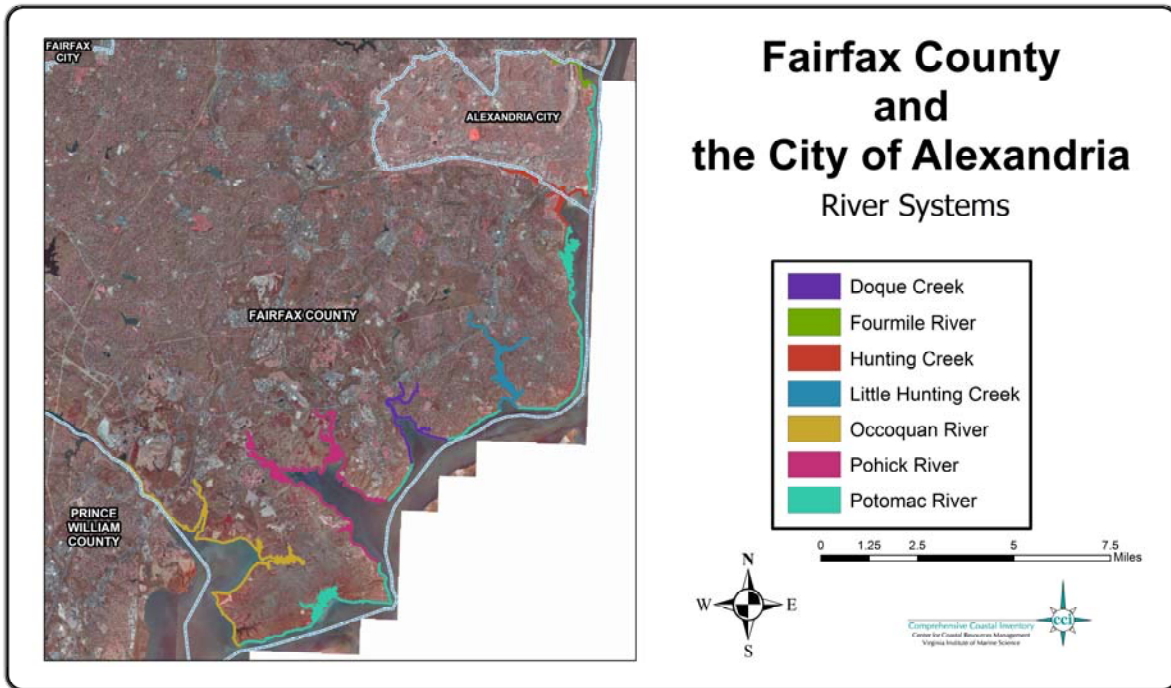 FAIRFAX
CITY
ALEXANDRIA CITY
FAIRFAX COUNTY
PRINCE
WILLIAM
COUNTY
Fairfax County
and
the City of Alexandria
River Systems
Doque Creek
Fourmile River
Hunting Creek
Little Hunting Creek
Occoquan River
Pohick River
Potomac River
0 1.25 2.5 5 7.5
Miles
N
W E
S
Comprehensive Coastal Inventory
Center for Coastal Resources Management
Virginia Institute of Marine Science
cci